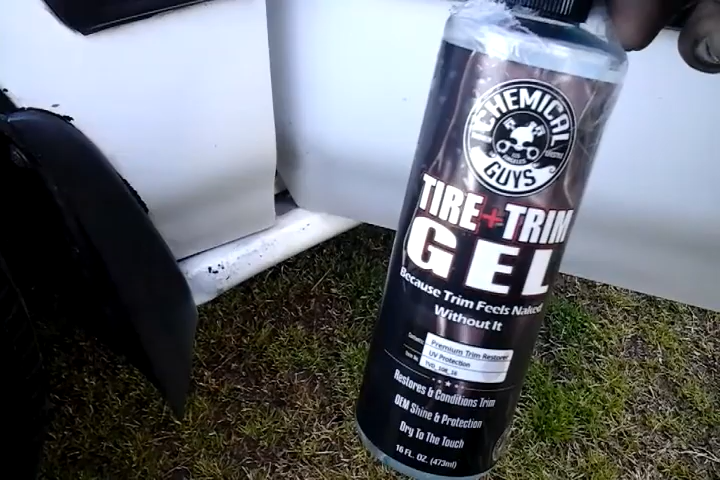 CHEMICAL
GUYS
TIRE+TRIM
GEL
Because Trim Feels Naked
Without It
Premium Trim Restorer
UV Protection
TVD_108_16
Restores & Conditions Trim
OEM Shine & Protection
Dry To The Touch
16 FL. OZ. (473ml)